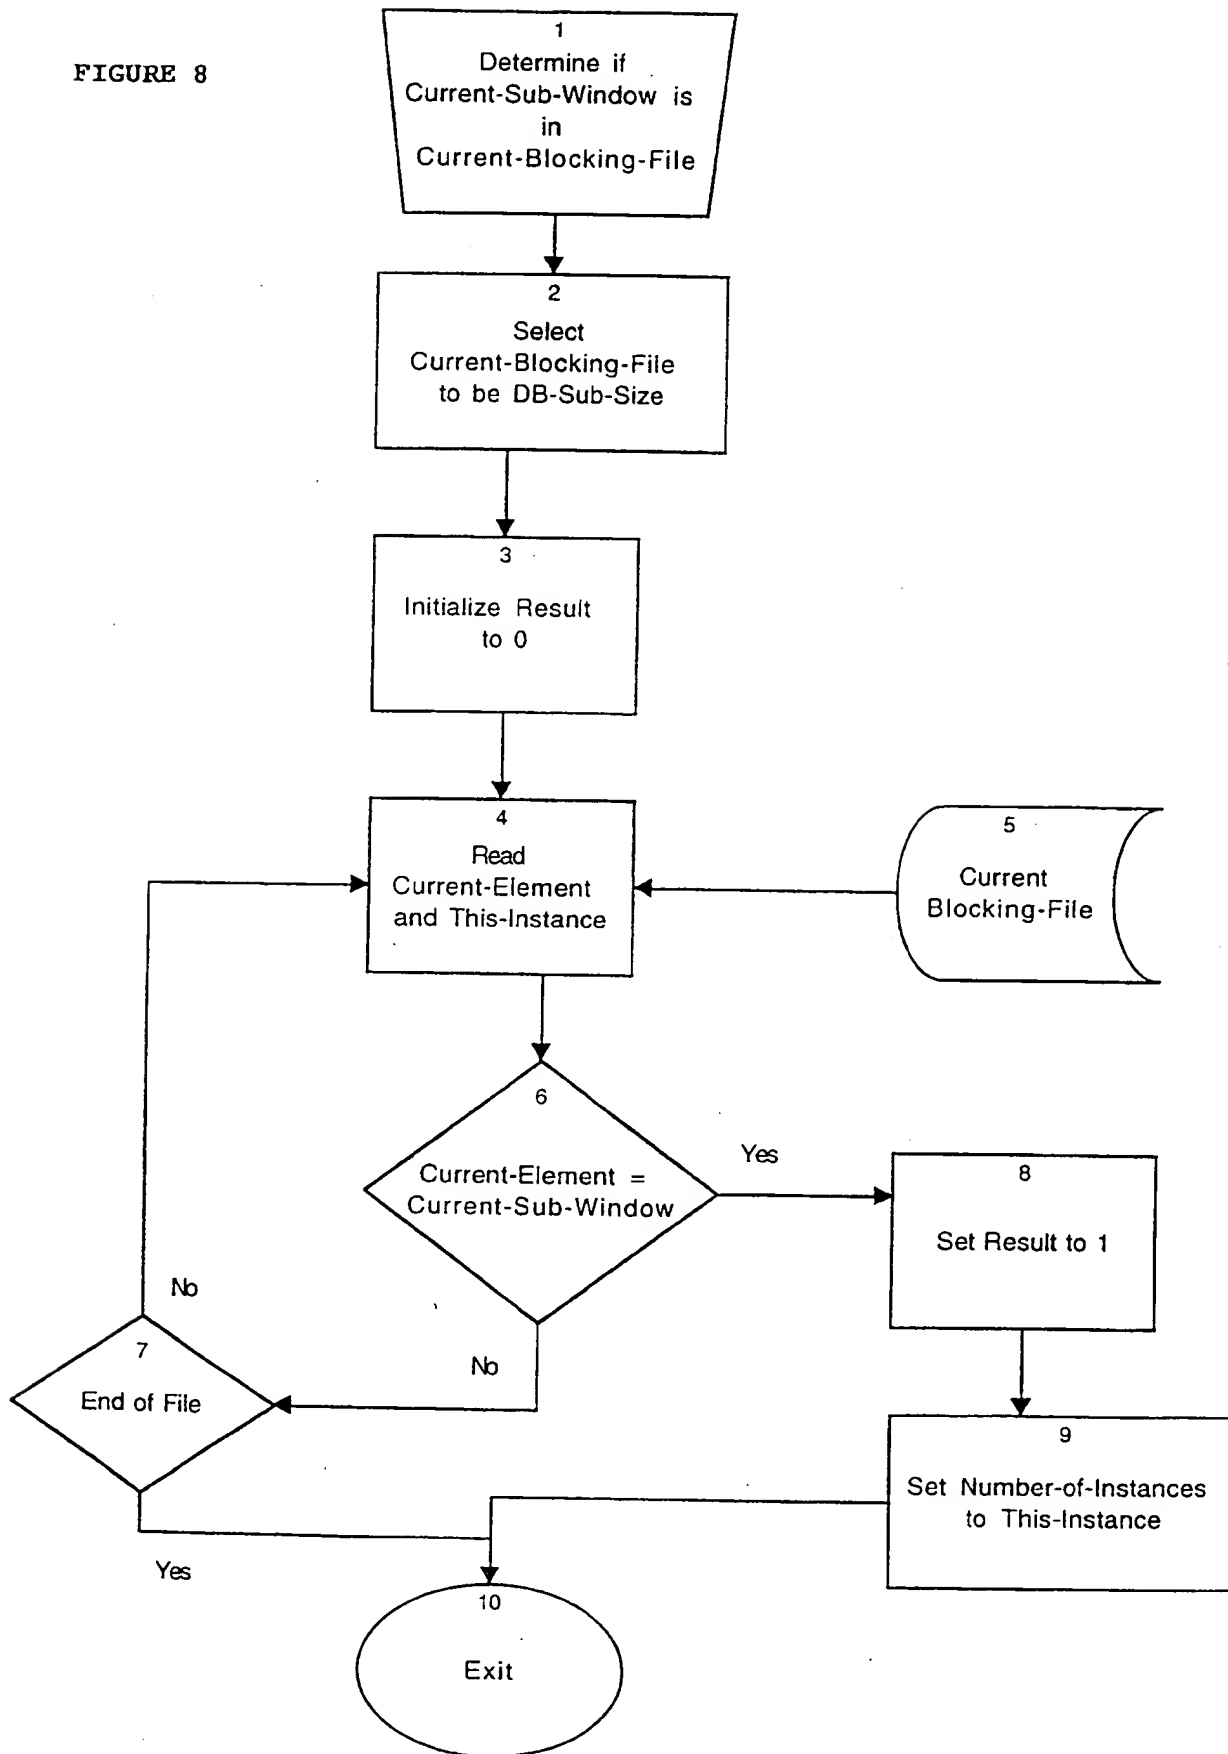 FIGURE 8
1
Determine if
Current-Sub-Window is
in
Current-Blocking-File
2
Select
Current-Blocking-File
to be DB-Sub-Size
3
Initialize Result
to 0
4
Read
Current-Element
and This-Instance
5
Current
Blocking-File
6
Current-Element =
Current-Sub-Window
Yes
No
8
Set Result to 1
7
End of File
No
Yes
9
Set Number-of-Instances
to This-Instance
10
Exit